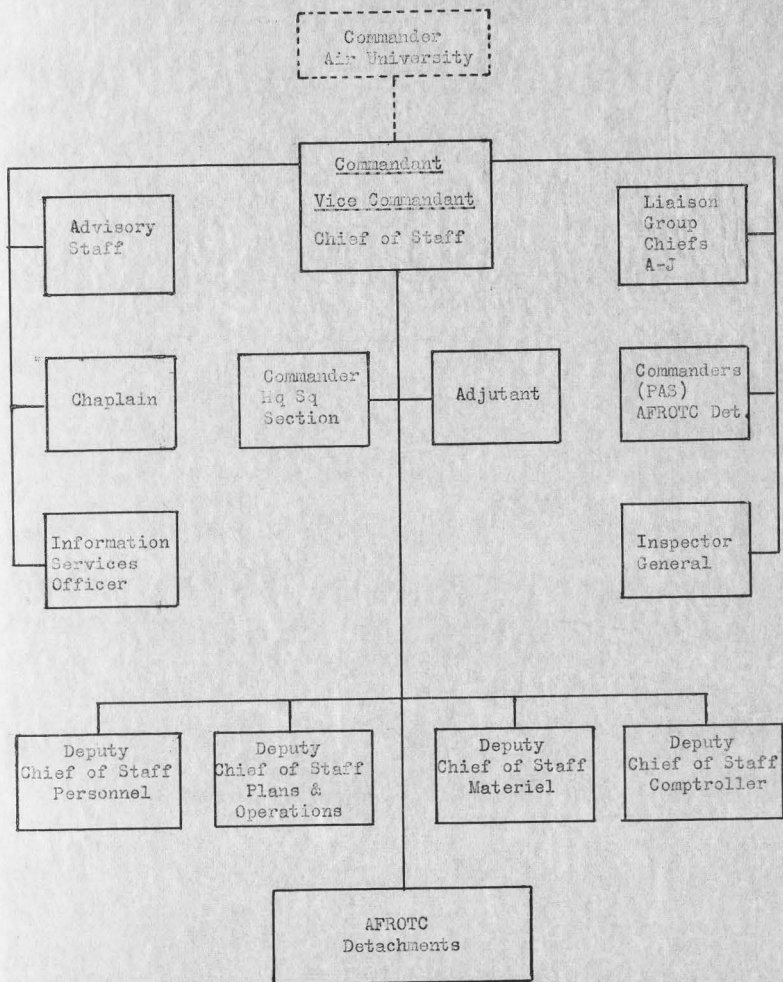 Commander
Air University
Commandant
Vice Commandant
Chief of Staff
Advisory
Staff
Liaison
Group
Chiefs
A-J
Chaplain
Commander
Hq Sq
Section
Adjutant
Commanders
(PAS)
AFROTC Det.
Information
Services
Officer
Inspector
General
Deputy
Chief of Staff
Personnel
Deputy
Chief of Staff
Plans &
Operations
Deputy
Chief of Staff
Materiel
Deputy
Chief of Staff
Comptroller
AFROTC
Detachments